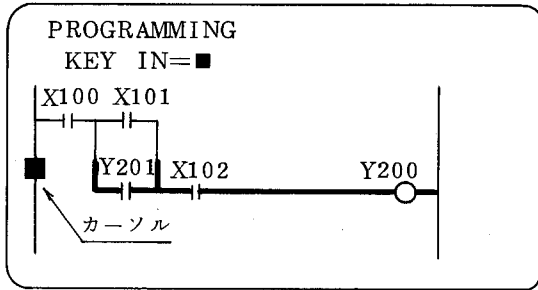 PROGRAMMING
KEY IN=■
X100 X101
Y201 X102 Y200
カーソル